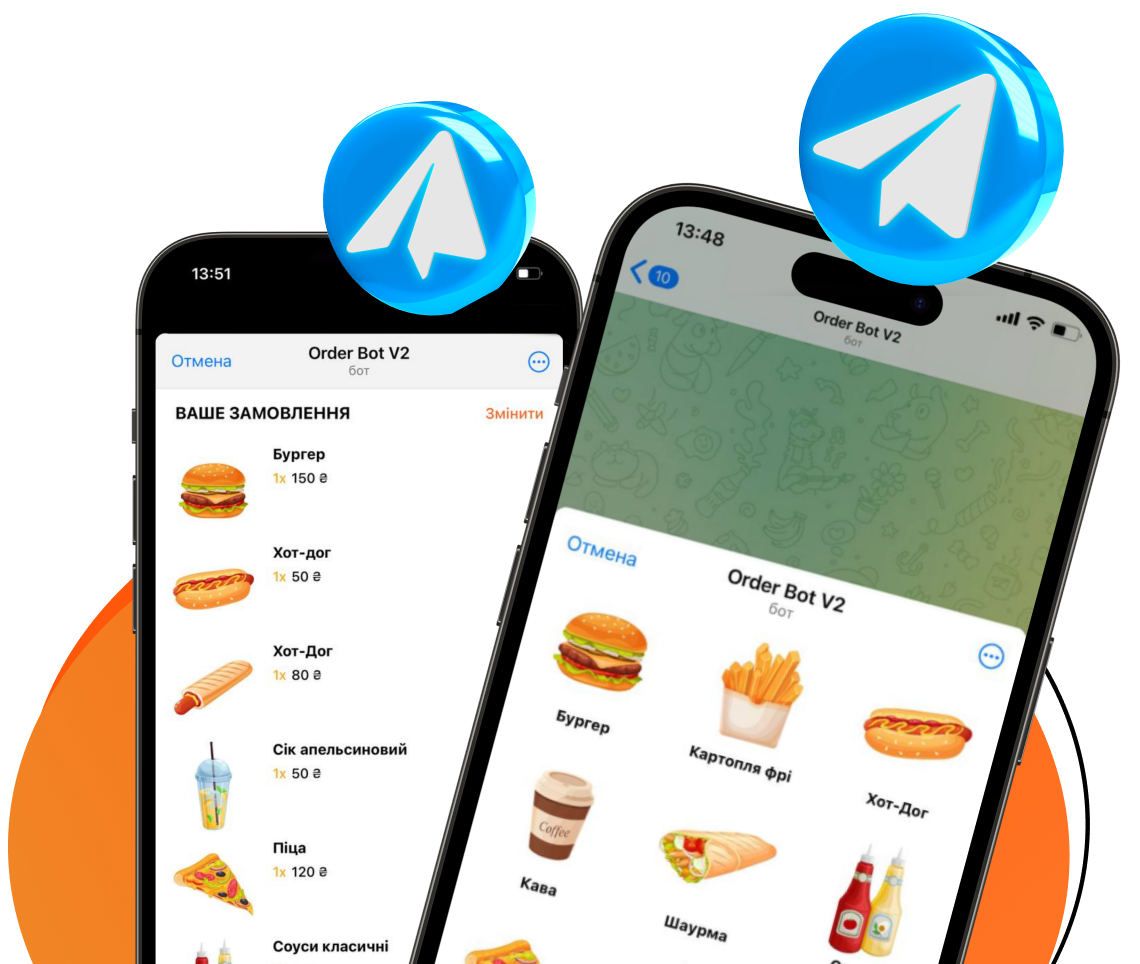 13:51
Отмена
Order Bot V2
бот
ВАШЕ ЗАМОВЛЕННЯ
Змінити
Бургер
1x 150 ₴
Хот-дог
1x 50 ₴
Хот-Дог
1x 80 ₴
Сік апельсиновий
1x 50 ₴
Піца
1x 120 ₴
Соуси класичні
13:48
10
Order Bot V2
бот
Отмена
Order Bot V2
бот
Бургер
Картопля фрі
Хот-Дог
Coffee
Кава
Шаурма